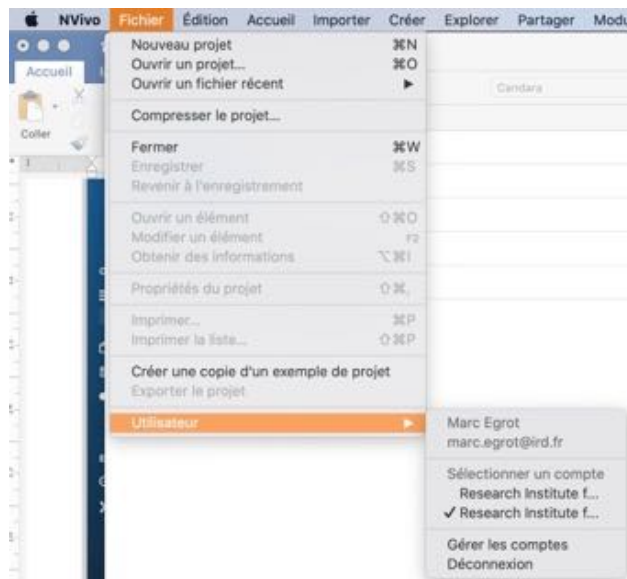 NVivo Fichier Édition Accueil Importer Créer Explorer Partager Modu
Accueil
Candara
Coller
1
Nouveau projet ⌘N
Ouvrir un projet... ⌘O
Ouvrir un fichier récent ▶
Compresser le projet...
Fermer ⌘W
Enregistrer ⌘S
Revenir à l'enregistrement
Ouvrir un élément ⇧⌘O
Modifier un élément F2
Obtenir des informations ⌥⌘I
Propriétés du projet ⇧⌘,
Imprimer... ⌘P
Imprimer la liste... ⇧⌘P
Créer une copie d'un exemple de projet
Exporter le projet
Utilisateur ▶
Marc Egrot
marc.egrot@ird.fr
Sélectionner un compte
Research Institute f...
✓ Research Institute f...
Gérer les comptes
Déconnexion